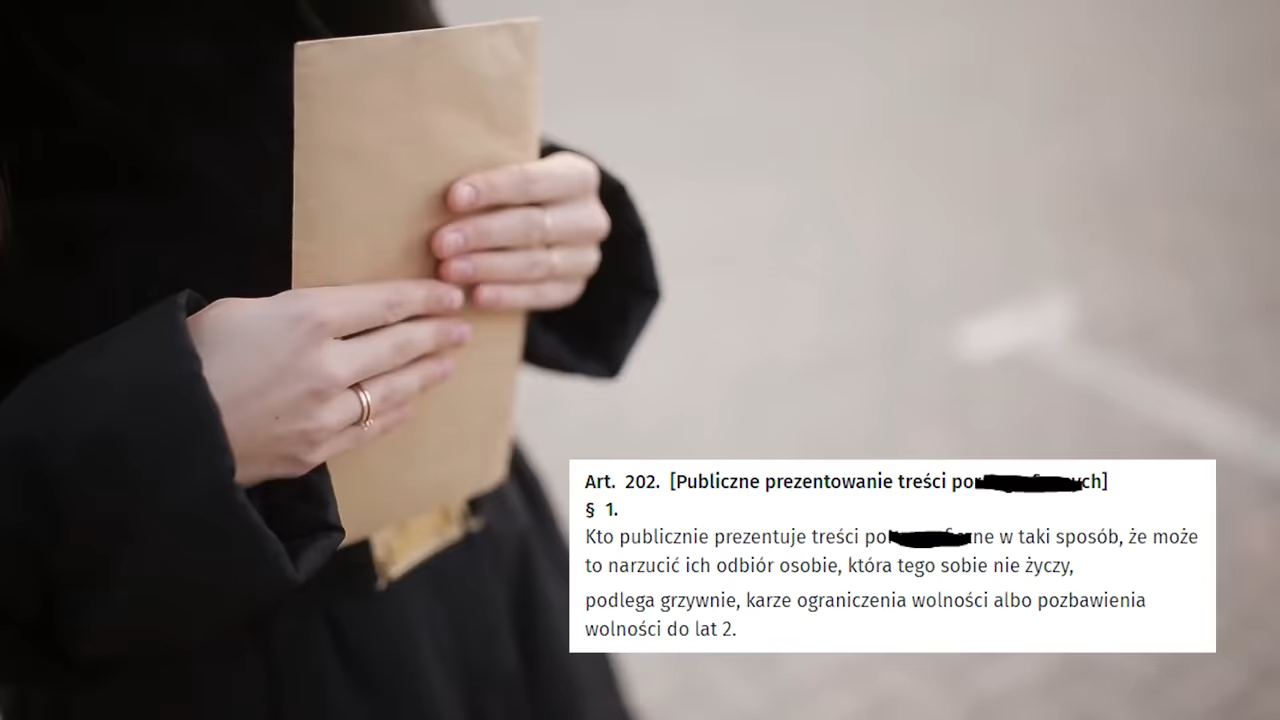 Art. 202. [Publiczne prezentowanie treści
§ 1.
Kto publicznie prezentuje treści w taki sposób, że może
to narzucić ich odbiór osobie, która tego sobie nie życzy,
podlega grzywnie, karze ograniczenia wolności albo pozbawienia
wolności do lat 2.